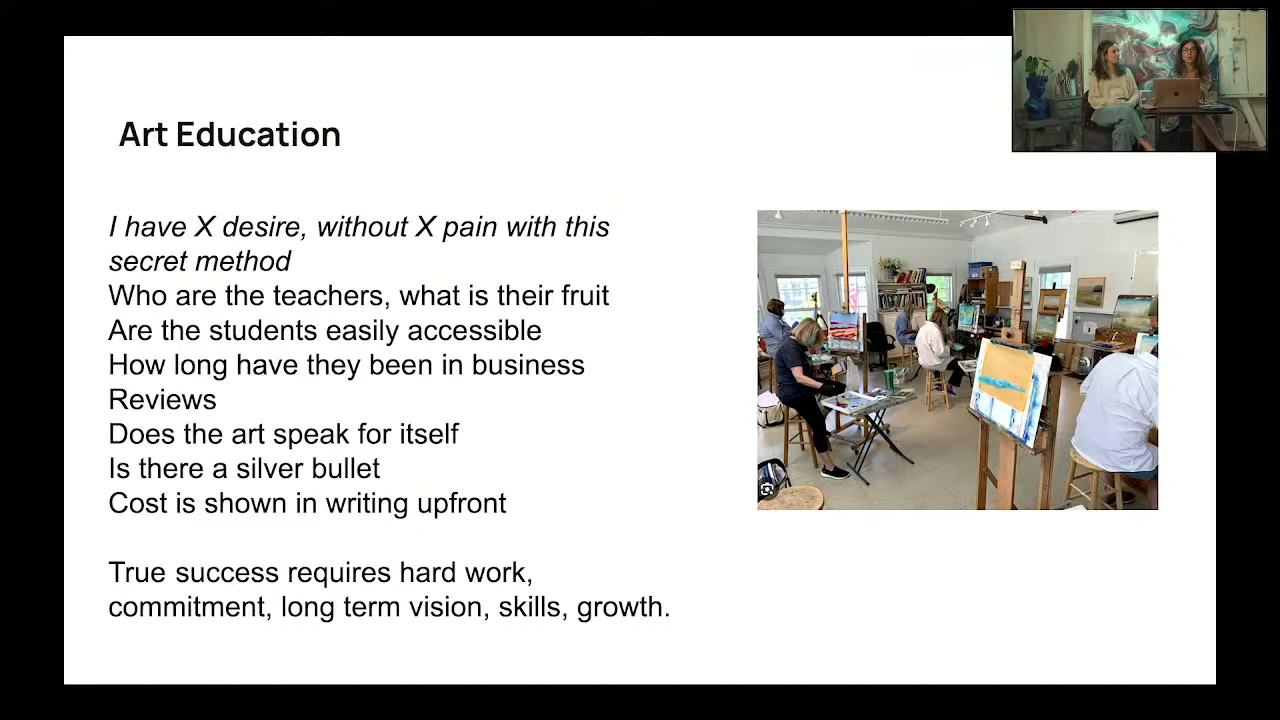 Art Education
I have X desire, without X pain with this
secret method
Who are the teachers, what is their fruit
Are the students easily accessible
How long have they been in business
Reviews
Does the art speak for itself
Is there a silver bullet
Cost is shown in writing upfront
True success requires hard work,
commitment, long term vision, skills, growth.